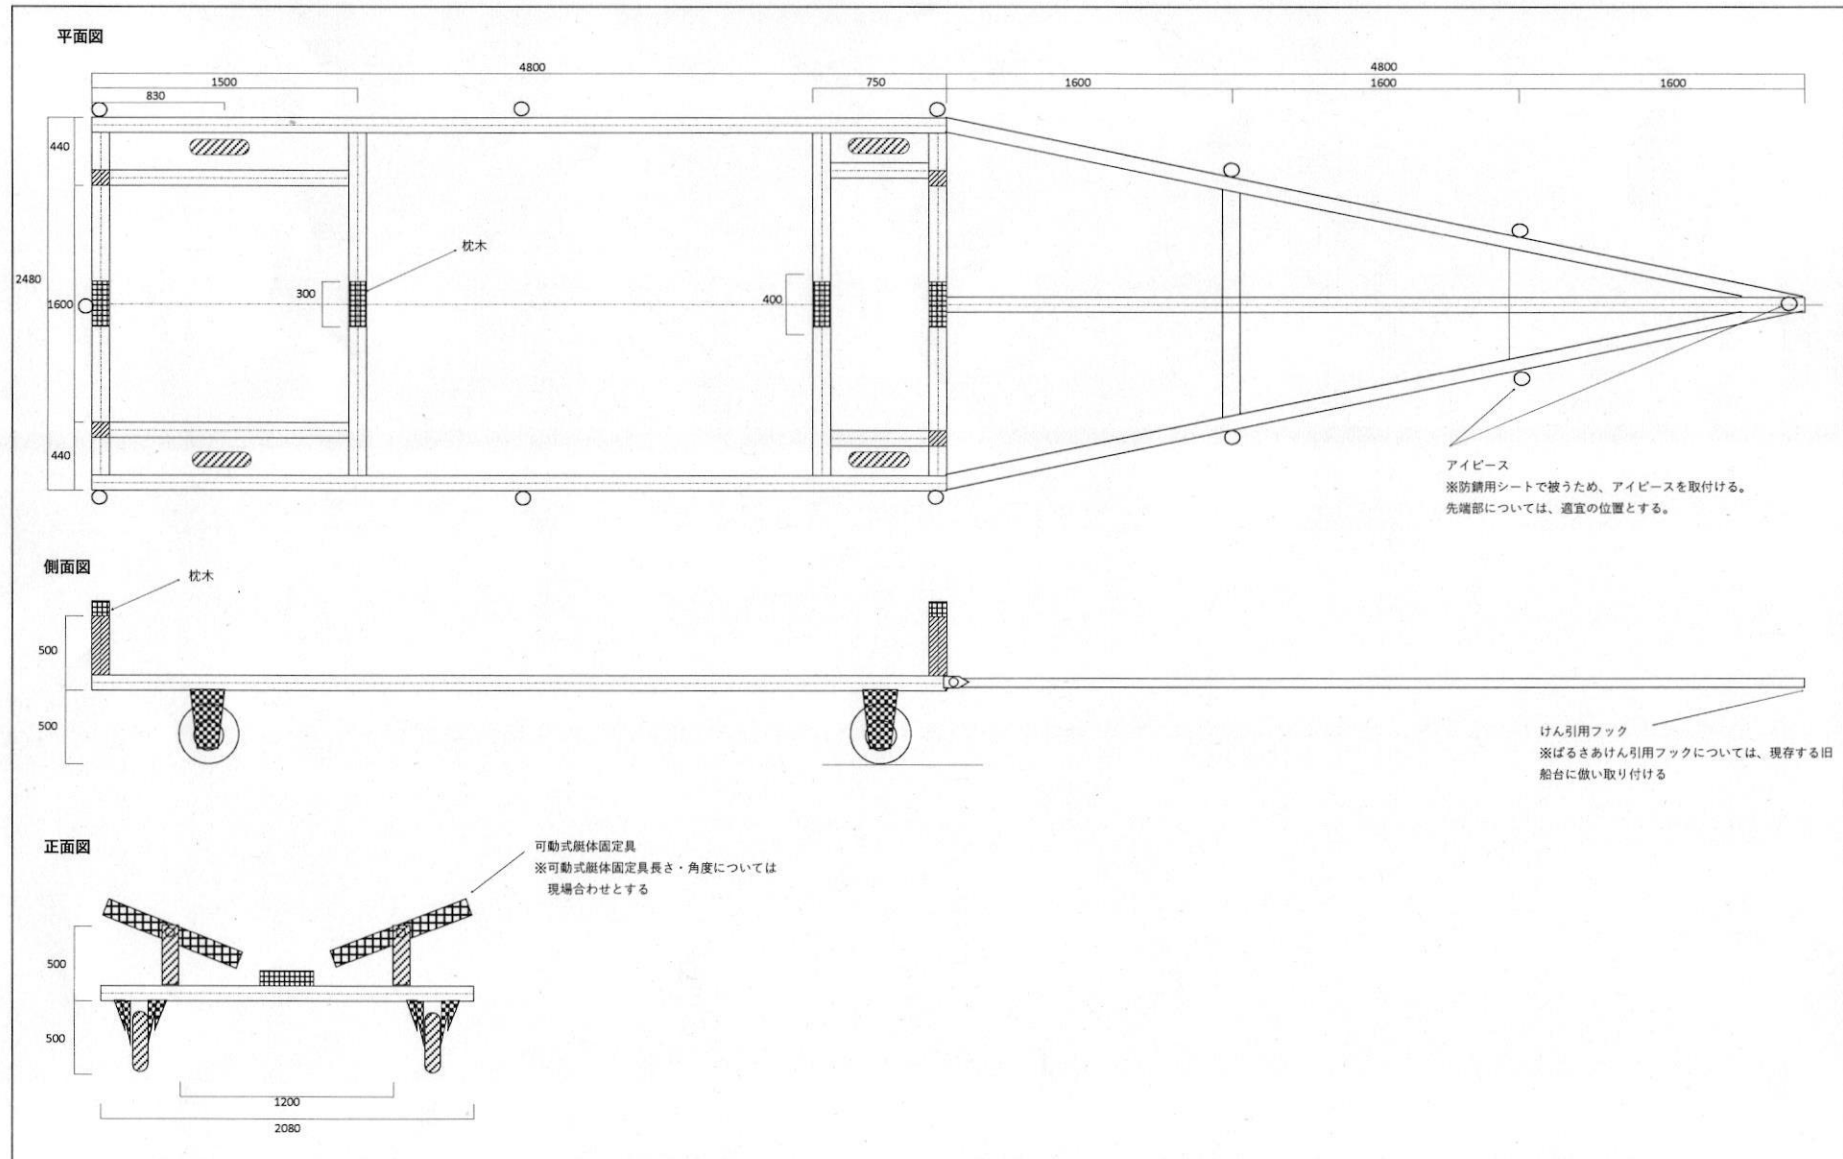 平面図
4800
4800
1500
750
1600
1600
1600
830
440
枕木
2480
300
400
1600
440
アイピース
※防錆用シートで被うため、アイピースを取付ける。
先端部については、適宜の位置とする。
側面図
枕木
500
500
けん引用フック
※ぱるさあけん引用フックについては、現存する旧
船台に倣い取り付ける
正面図
可動式艇体固定具
※可動式艇体固定具長さ・角度については
現場合わせとする
500
500
1200
2080